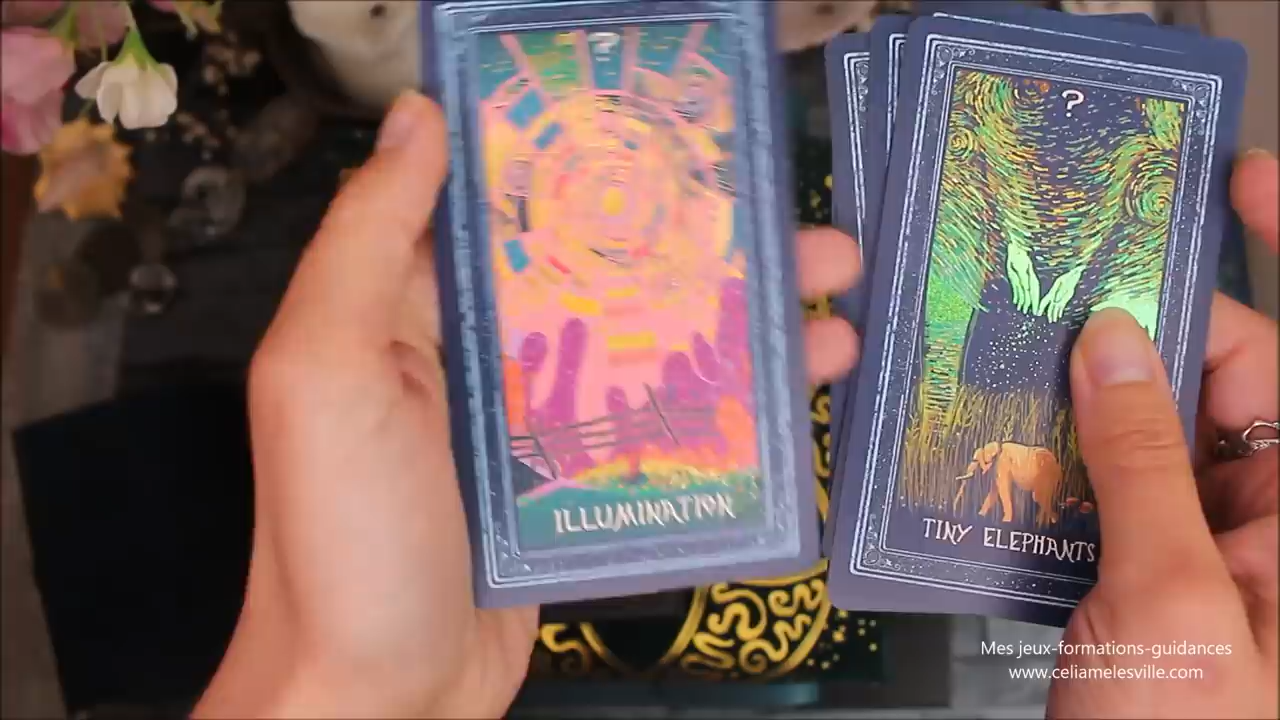 ?
ILLUMINATION
?
TINY ELEPHANTS
Mes jeux-formations-guidances
www.celiamelesville.com